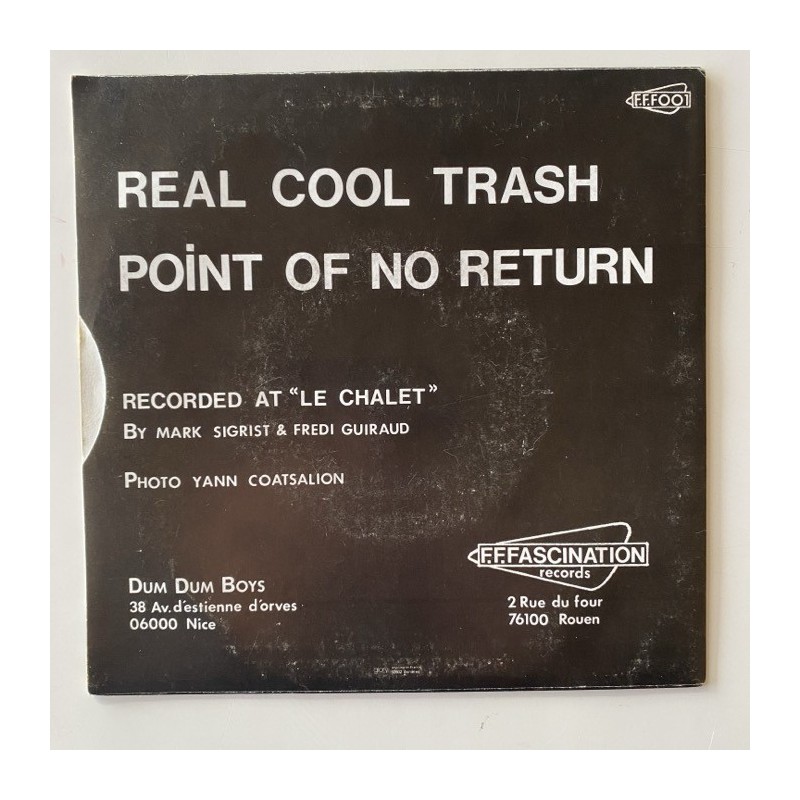 F.F.F001
REAL COOL TRASH
POiNT OF NO RETURN
RECORDED AT "LE CHALET"
BY MARK SIGRIST & FREDI GUIRAUD
PHOTO YANN COATSALION
F.F.FASCINATION
records
DUM DUM BOYS
38 Av.d'estienne d'orves
06000 Nice
2 Rue du four
76100 Rouen